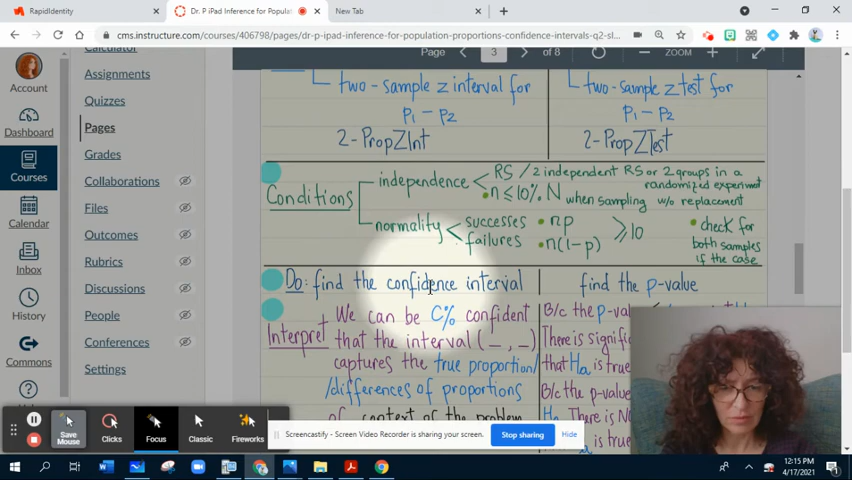 RapidIdentity
Dr. P iPad Inference for Populat
New Tab
cms.instructure.com/courses/406798/pages/dr-p-ipad-inference-for-population-proportions-confidence-intervals-q2-sl
Account
Dashboard
Courses
Calendar
Inbox
History
Commons
Calculator
Assignments
Quizzes
Pages
Grades
Collaborations
Files
Outcomes
Rubrics
Discussions
People
Conferences
Settings
Page 3 of 8 ZOOM
two-sample z interval for
p₁ - p₂
2-PropZInt
two-sample z test for
p₁ - p₂
2-PropZTest
Conditions
independence < RS / 2 independent RS or 2 groups in a
randomized experiment
n ≤ 10% N when sampling w/o replacement
normality < successes • np
failures • n(1-p)
≥10
• check for
both samples
if the case
Do: find the confidence interval
find the p-value
Interpret
We can be C% confident
that the interval (_, _)
captures the true proportion/
/differences of proportions
of context of the problem
B/c the p-val
There is signific
that Ha is true
B/c the p-value
Ha. There is No
Save
Mouse
Clicks
Focus
Classic
Fireworks
Screencastify - Screen Video Recorder is sharing your screen.
Stop sharing
Hide
12:15 PM
4/17/2021